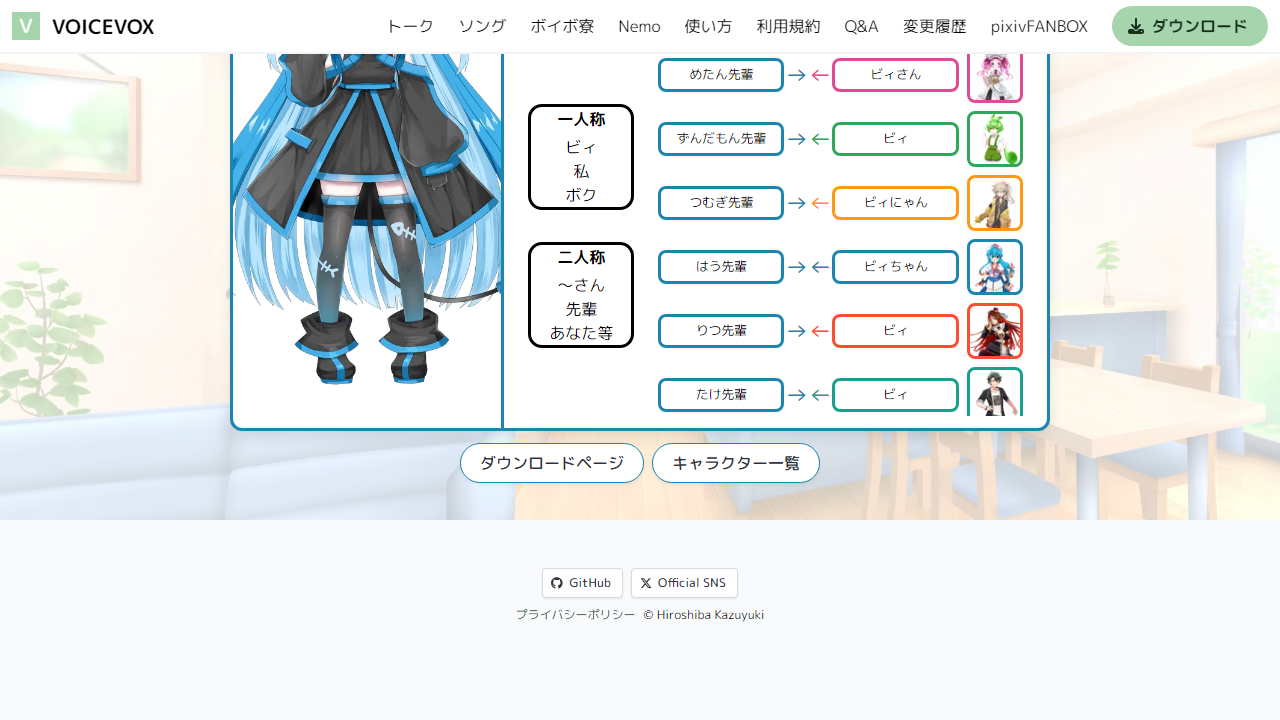 V VOICEVOX トーク ソング ボイボ寮 Nemo 使い方 利用規約 Q&A 変更履歴 pixivFANBOX ダウンロード
一人称
ビィ
私
ボク
二人称
～さん
先輩
あなた等
めたん先輩 → ← ビィさん
ずんだもん先輩 → ← ビィ
つむぎ先輩 → ← ビィにゃん
はう先輩 → ← ビィちゃん
りつ先輩 → ← ビィ
たけ先輩 → ← ビィ
ダウンロードページ キャラクター一覧
GitHub Official SNS
プライバシーポリシー © Hiroshiba Kazuyuki